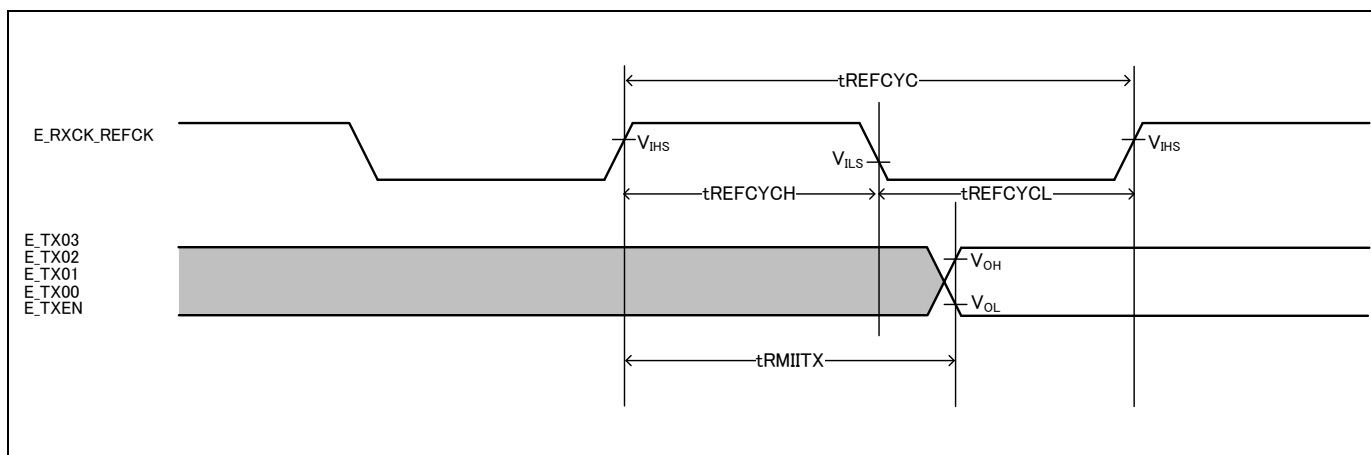 tREFCYC
E_RXCK_REFCK
VIHS
VILS
VIHS
tREFCYCH
tREFCYCL
E_TX03
E_TX02
E_TX01
E_TX00
E_TXEN
VOH
VOL
tRMIITX